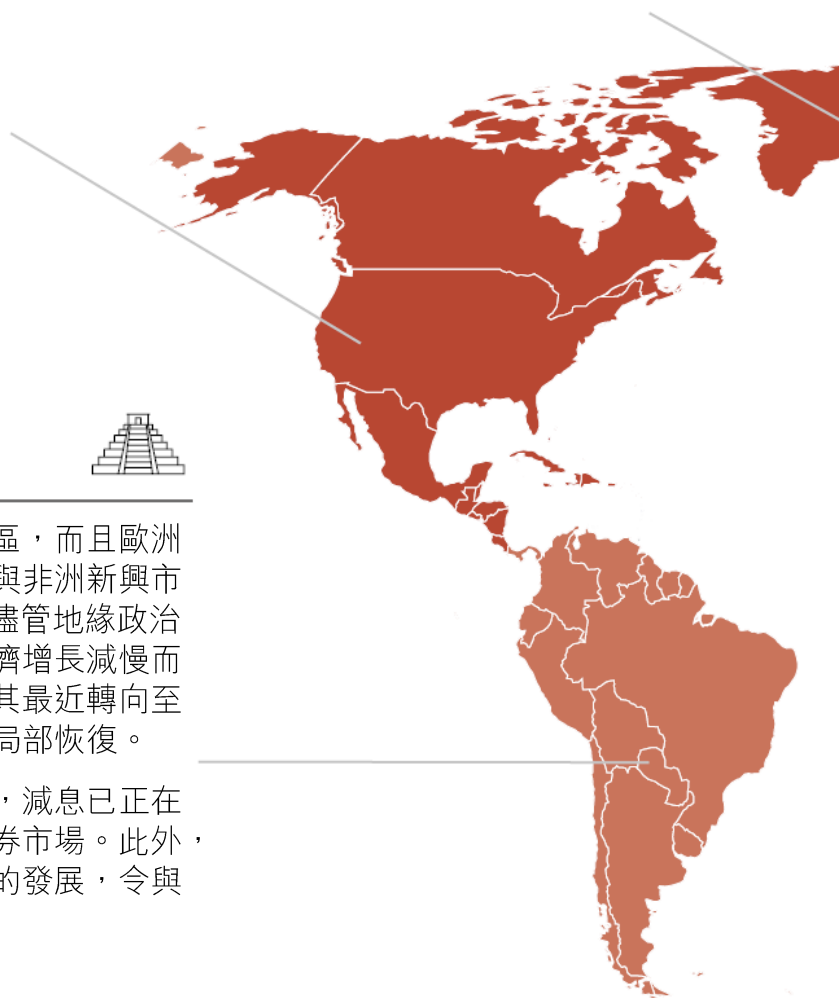 區，而且歐洲
與非洲新興市
儘管地緣政治
濟增長減慢而
其最近轉向至
局部恢復。
，減息已正在
券市場。此外，
的發展，令與